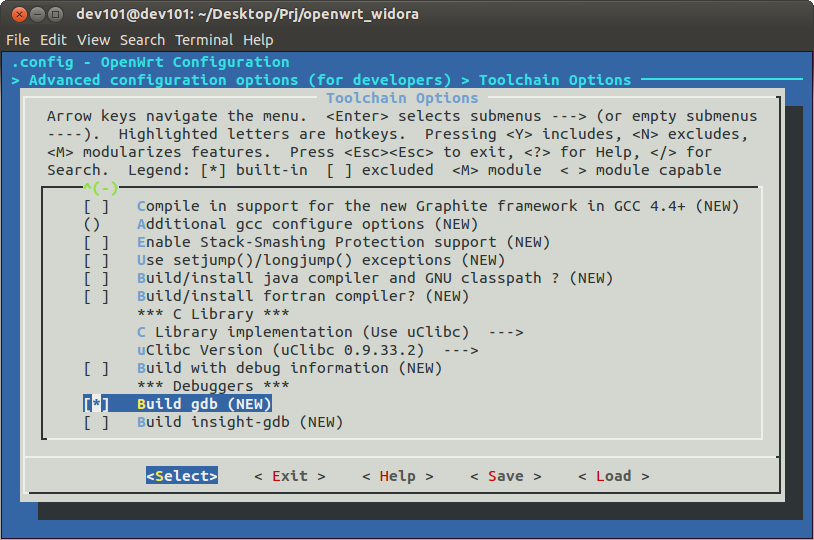 dev101@dev101: ~/Desktop/Prj/openwrt_widora
File Edit View Search Terminal Help
.config - OpenWrt Configuration
> Advanced configuration options (for developers) > Toolchain Options
Toolchain Options
Arrow keys navigate the menu.  <Enter> selects submenus ---> (or empty submenus
----).  Highlighted letters are hotkeys.  Pressing <Y> includes, <N> excludes,
<M> modularizes features.  Press <Esc><Esc> to exit, <?> for Help, </> for
Search.  Legend: [*] built-in  [ ] excluded  <M> module  < > module capable
^(-)
[ ]   Compile in support for the new Graphite framework in GCC 4.4+ (NEW)
()    Additional gcc configure options (NEW)
[ ]   Enable Stack-Smashing Protection support (NEW)
[ ]   Use setjump()/longjump() exceptions (NEW)
[ ]   Build/install java compiler and GNU classpath ? (NEW)
[ ]   Build/install fortran compiler? (NEW)
*** C Library ***
C Library implementation (Use uClibc)  --->
uClibc Version (uClibc 0.9.33.2)  --->
[ ]   Build with debug information (NEW)
*** Debuggers ***
[*]   Build gdb (NEW)
[ ]   Build insight-gdb (NEW)
<Select>    < Exit >    < Help >    < Save >    < Load >